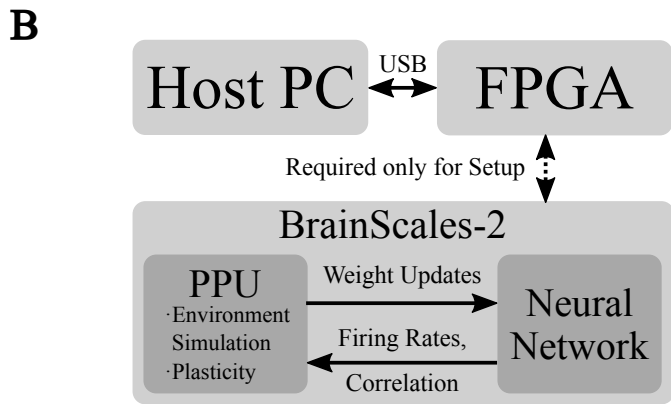 B
Host PC
USB
FPGA
Required only for Setup
BrainScales-2
PPU
·Environment
Simulation
·Plasticity
Weight Updates
Firing Rates,
Correlation
Neural
Network